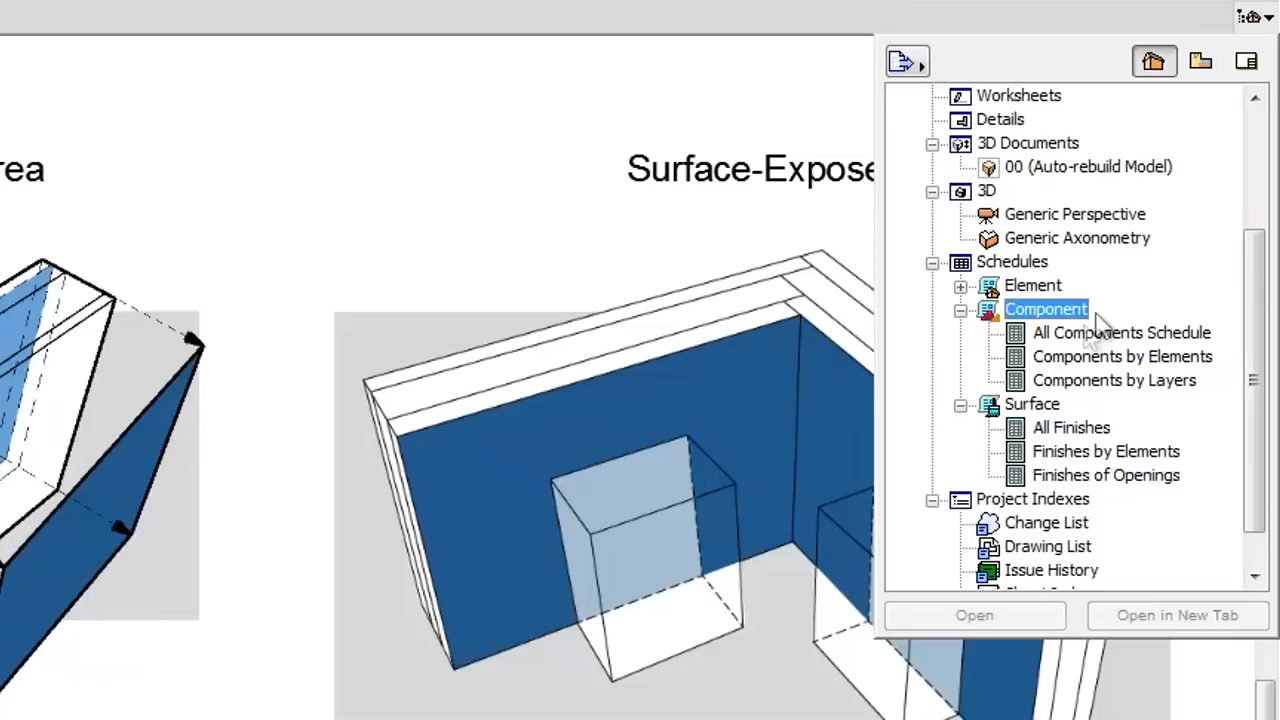 rea
Surface-Expose
Worksheets
Details
3D Documents
00 (Auto-rebuild Model)
3D
Generic Perspective
Generic Axonometry
Schedules
Element
Component
All Components Schedule
Components by Elements
Components by Layers
Surface
All Finishes
Finishes by Elements
Finishes of Openings
Project Indexes
Change List
Drawing List
Issue History
Open
Open in New Tab